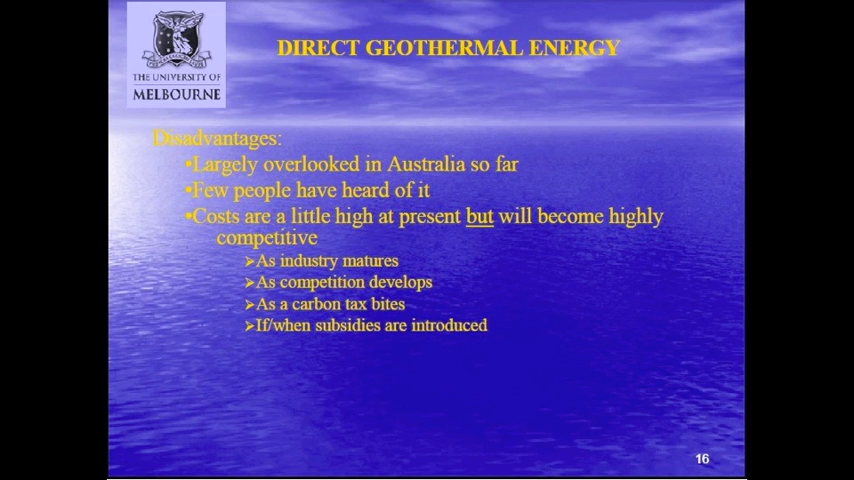 THE UNIVERSITY OF
MELBOURNE
DIRECT GEOTHERMAL ENERGY
Disadvantages:
•Largely overlooked in Australia so far
•Few people have heard of it
•Costs are a little high at present but will become highly
competitive
➢As industry matures
➢As competition develops
➢As a carbon tax bites
➢If/when subsidies are introduced
16